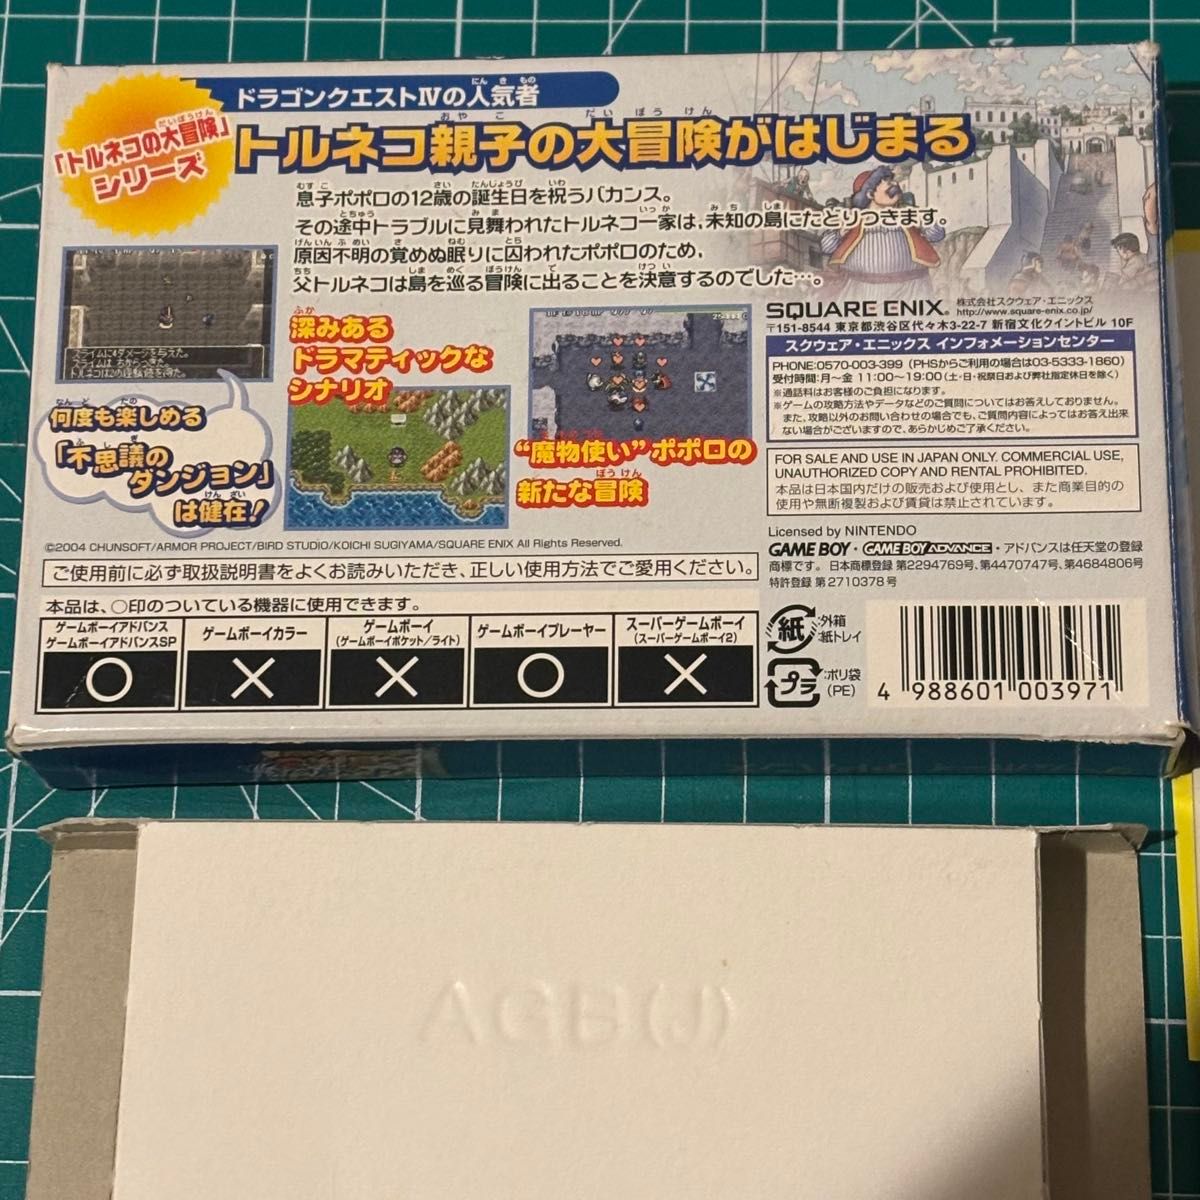 「トルネコの大冒険」
シリーズ
ドラゴンクエストIVの人気者
トルネコ親子の大冒険がはじまる
息子ポポロの12歳の誕生日を祝うバカンス。
その途中トラブルに見舞われたトルネコ一家は、未知の島にたどりつきます。
原因不明の覚めぬ眠りに囚われたポポロのため、
父トルネコは島を巡る冒険に出ることを決意するのでした…。
スライムに4ダメージを与えた。
何度も楽しめる
「不思議の
ダンジョン」
は健在!
深みある
ドラマティックな
シナリオ
“魔物使い”ポポロの
新たな冒険
SQUARE ENIX. 株式会社スクウェア・エニックス
http://www.square-enix.co.jp
〒151-8544 東京都渋谷区代々木3-22-7 新宿文化クイントビル 10F
スクウェア・エニックス インフォメーションセンター
PHONE:0570-003-399 (PHSからご利用の場合は03-5333-1860)
受付時間:月〜金 11:00〜19:00(土・日・祝祭日および弊社指定休日を除く)
※通話料はお客様のご負担になります。
※ゲームの攻略方法やデータなどのご質問についてはお答えしておりません。
また、攻略以外のお問い合わせの場合でも、ご質問内容によってはお答え出来
ない場合がございますので、あらかじめご了承ください。
FOR SALE AND USE IN JAPAN ONLY. COMMERCIAL USE,
UNAUTHORIZED COPY AND RENTAL PROHIBITED.
本品は日本国内だけの販売および使用とし、また商業目的の
使用や無断複製および賃貸は禁止されています。
Licensed by NINTENDO
GAME BOY・GAME BOY ADVANCE・アドバンスは任天堂の登録
商標です。日本商標登録 第2294769号、第4470747号、第4684806号
特許登録 第2710378号
©2004 CHUNSOFT/ARMOR PROJECT/BIRD STUDIO/KOICHI SUGIYAMA/SQUARE ENIX All Rights Reserved.
ご使用前に必ず取扱説明書をよくお読みいただき、正しい使用方法でご愛用ください。
本品は、○印のついている機器に使用できます。
ゲームボーイアドバンス
ゲームボーイアドバンスSP
ゲームボーイカラー
ゲームボーイ
(ゲームボーイポケット/ライト)
ゲームボーイプレーヤー
スーパーゲームボーイ
(スーパーゲームボーイ2)
○
×
×
○
×
紙
:外箱
:紙トレイ
プラ
:ポリ袋
(PE)
4 988601 003971
AGB(J)